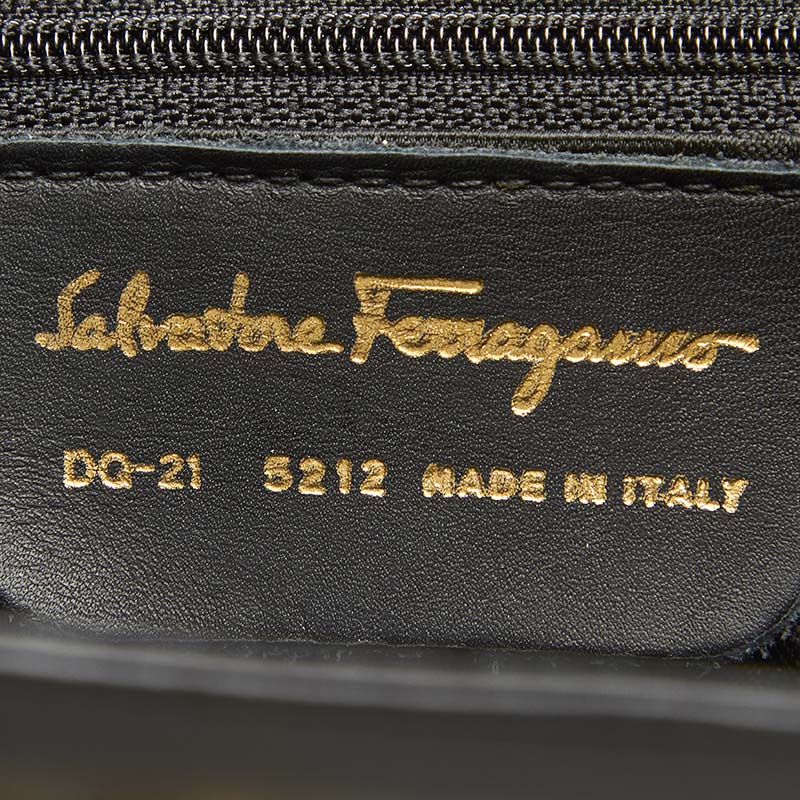 Salvatore Ferragamo
DQ-21 5212 MADE IN ITALY